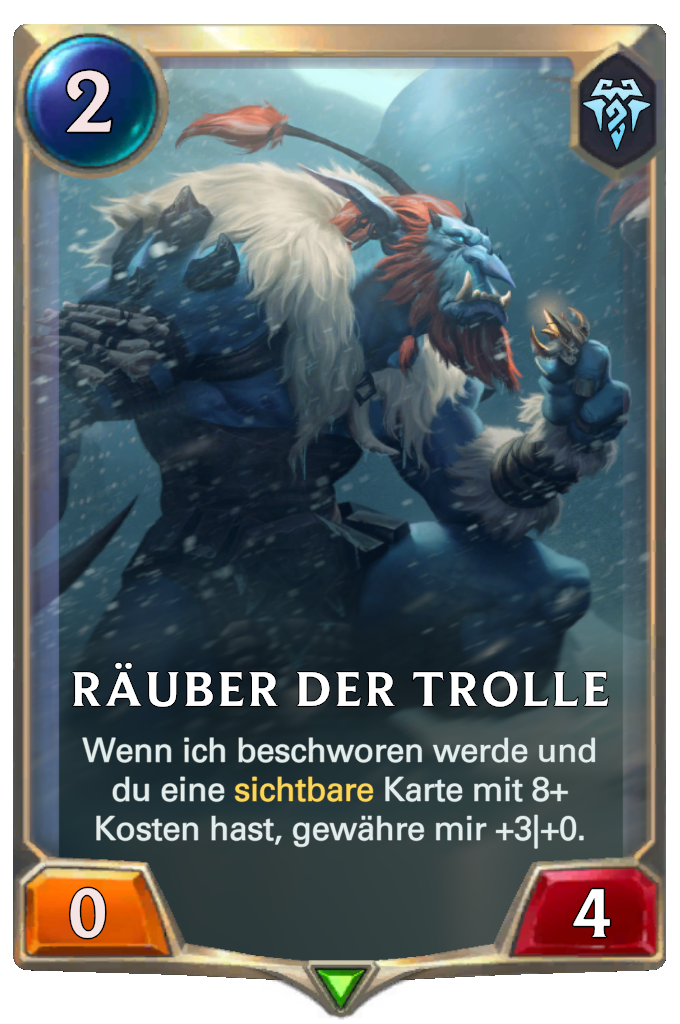 2
RÄUBER DER TROLLE
Wenn ich beschworen werde und
du eine sichtbare Karte mit 8+
Kosten hast, gewähre mir +3|+0.
0
4